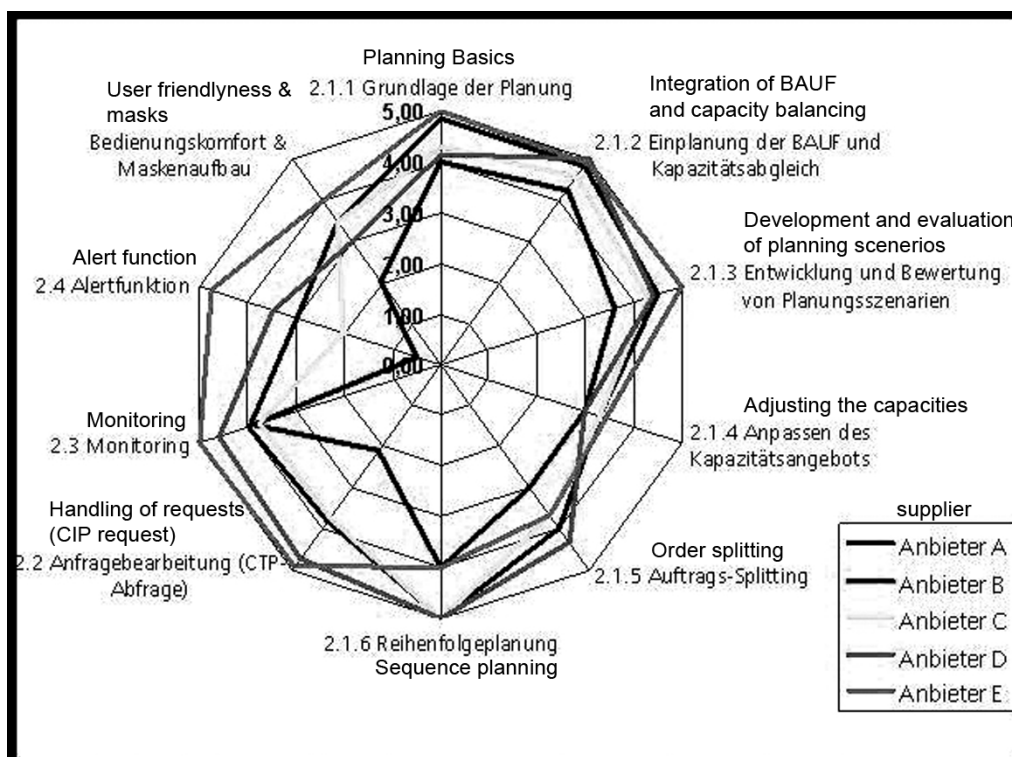 Planning Basics
2.1.1 Grundlage der Planung
Integration of BAUF
and capacity balancing
2.1.2 Einplanung der BAUF und
Kapazitätsabgleich
Development and evaluation
of planning scenerios
2.1.3 Entwicklung und Bewertung
von Planungsszenarien
Adjusting the capacities
2.1.4 Anpassen des
Kapazitätsangebots
Order splitting
2.1.5 Auftrags-Splitting
2.1.6 Reihenfolgeplanung
Sequence planning
Handling of requests
(CIP request)
2.2 Anfragebearbeitung (CTP-
Abfrage)
Monitoring
2.3 Monitoring
Alert function
2.4 Alertfunktion
User friendlyness &
masks
Bedienungskomfort &
Maskenaufbau
5,00
4,00
3,00
2,00
1,00
0,00
supplier
Anbieter A
Anbieter B
Anbieter C
Anbieter D
Anbieter E